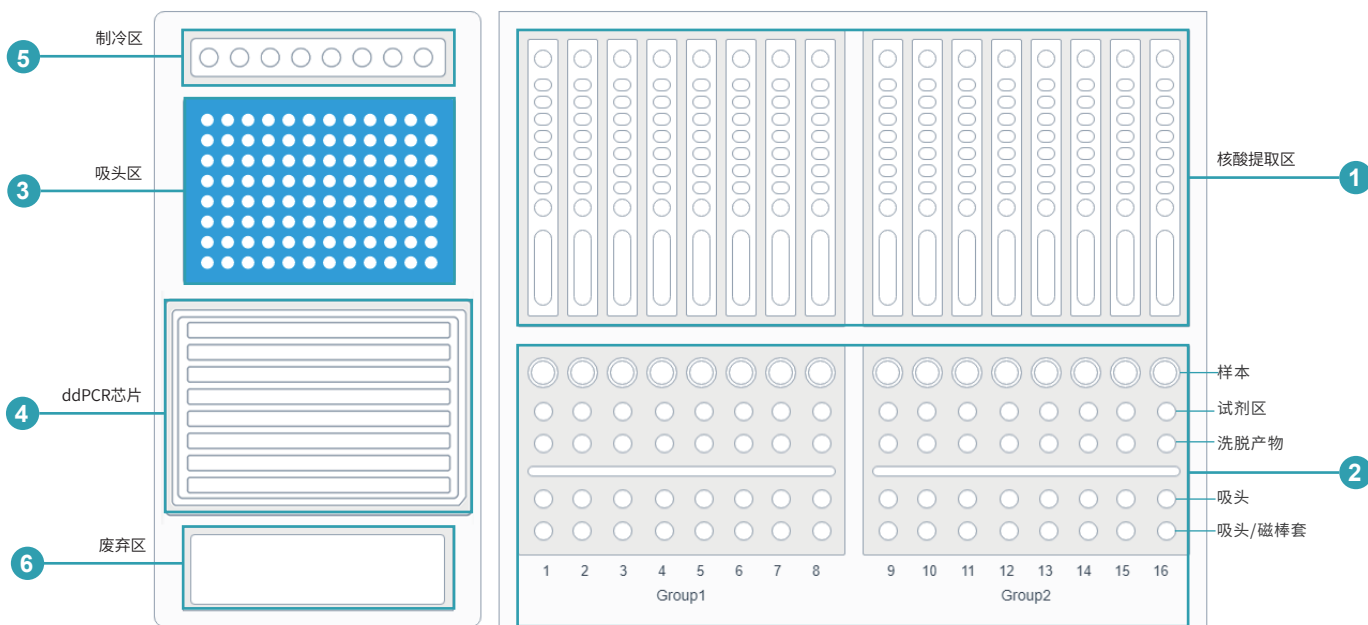 制冷区
5
吸头区
3
ddPCR芯片
4
废弃区
6
核酸提取区
1
样本
试剂区
洗脱产物
2
吸头
吸头/磁棒套
1 2 3 4 5 6 7 8
Group1
9 10 11 12 13 14 15 16
Group2